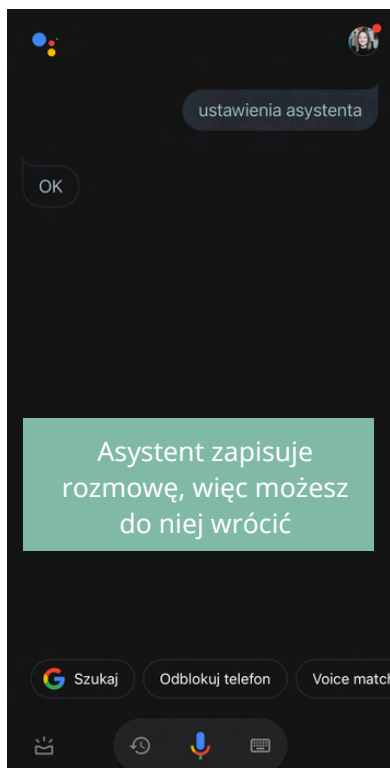 ustawienia asystenta
OK
Asystent zapisuje
rozmowę, więc możesz
do niej wrócić
Szukaj
Odblokuj telefon
Voice match